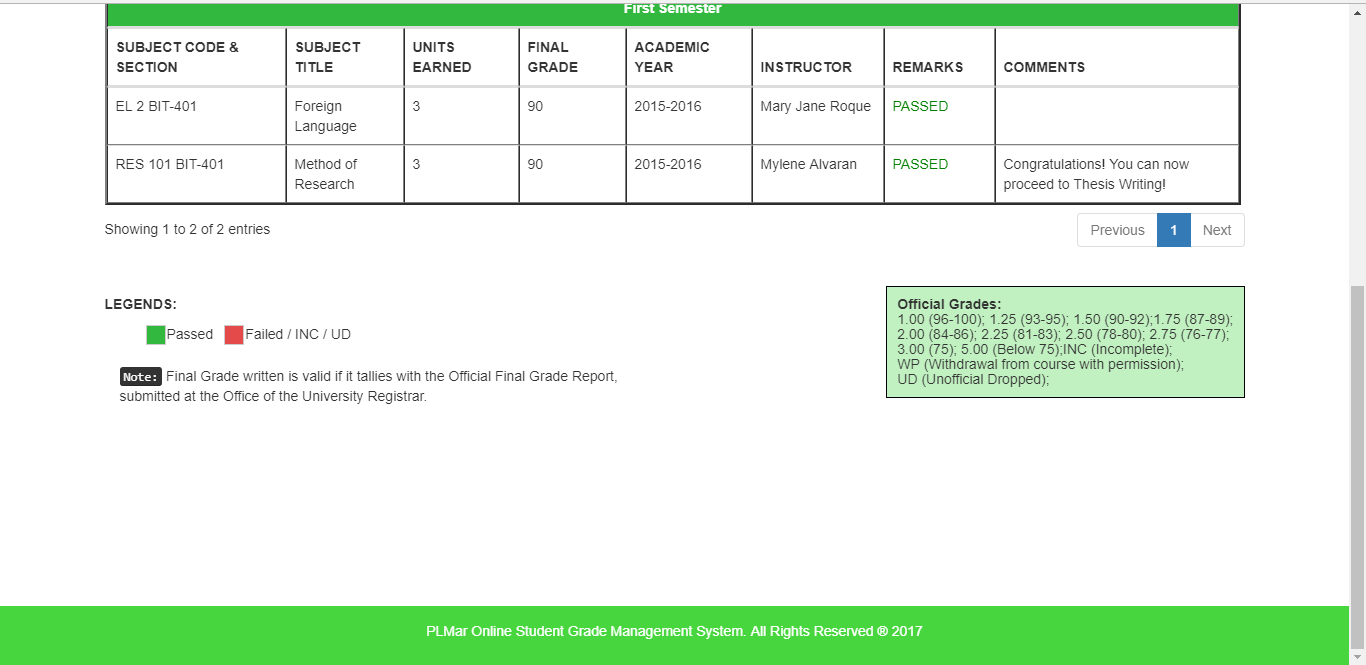 First Semester
SUBJECT CODE & SECTION SUBJECT TITLE UNITS EARNED FINAL GRADE ACADEMIC YEAR INSTRUCTOR REMARKS COMMENTS
EL 2 BIT-401 Foreign Language 3 90 2015-2016 Mary Jane Roque PASSED
RES 101 BIT-401 Method of Research 3 90 2015-2016 Mylene Alvaran PASSED Congratulations! You can now proceed to Thesis Writing!
Showing 1 to 2 of 2 entries
Previous 1 Next
LEGENDS:
Passed Failed / INC / UD
Note: Final Grade written is valid if it tallies with the Official Final Grade Report,
submitted at the Office of the University Registrar.
Official Grades:
1.00 (96-100); 1.25 (93-95); 1.50 (90-92);1.75 (87-89);
2.00 (84-86); 2.25 (81-83); 2.50 (78-80); 2.75 (76-77);
3.00 (75); 5.00 (Below 75);INC (Incomplete);
WP (Withdrawal from course with permission);
UD (Unofficial Dropped);
PLMar Online Student Grade Management System. All Rights Reserved ® 2017